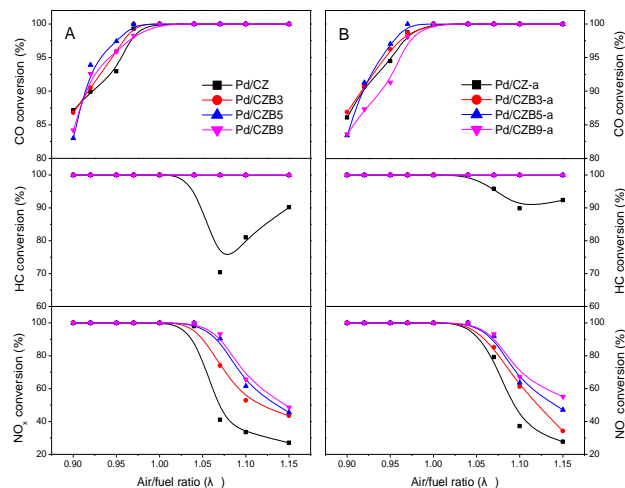 A
B
CO conversion (%)
100
95
90
85
80
Pd/CZ
Pd/CZB3
Pd/CZB5
Pd/CZB9
Pd/CZ-a
Pd/CZB3-a
Pd/CZB5-a
Pd/CZB9-a
100
95
90
85
80
CO conversion (%)
HC conversion (%)
100
90
80
70
60
100
90
80
70
60
HC conversion (%)
NOx conversion (%)
100
80
60
40
20
100
80
60
40
20
NO conversion (%)
0.90 0.95 1.00 1.05 1.10 1.15
0.90 0.95 1.00 1.05 1.10 1.15
Air/fuel ratio (λ )
Air/fuel ratio (λ )